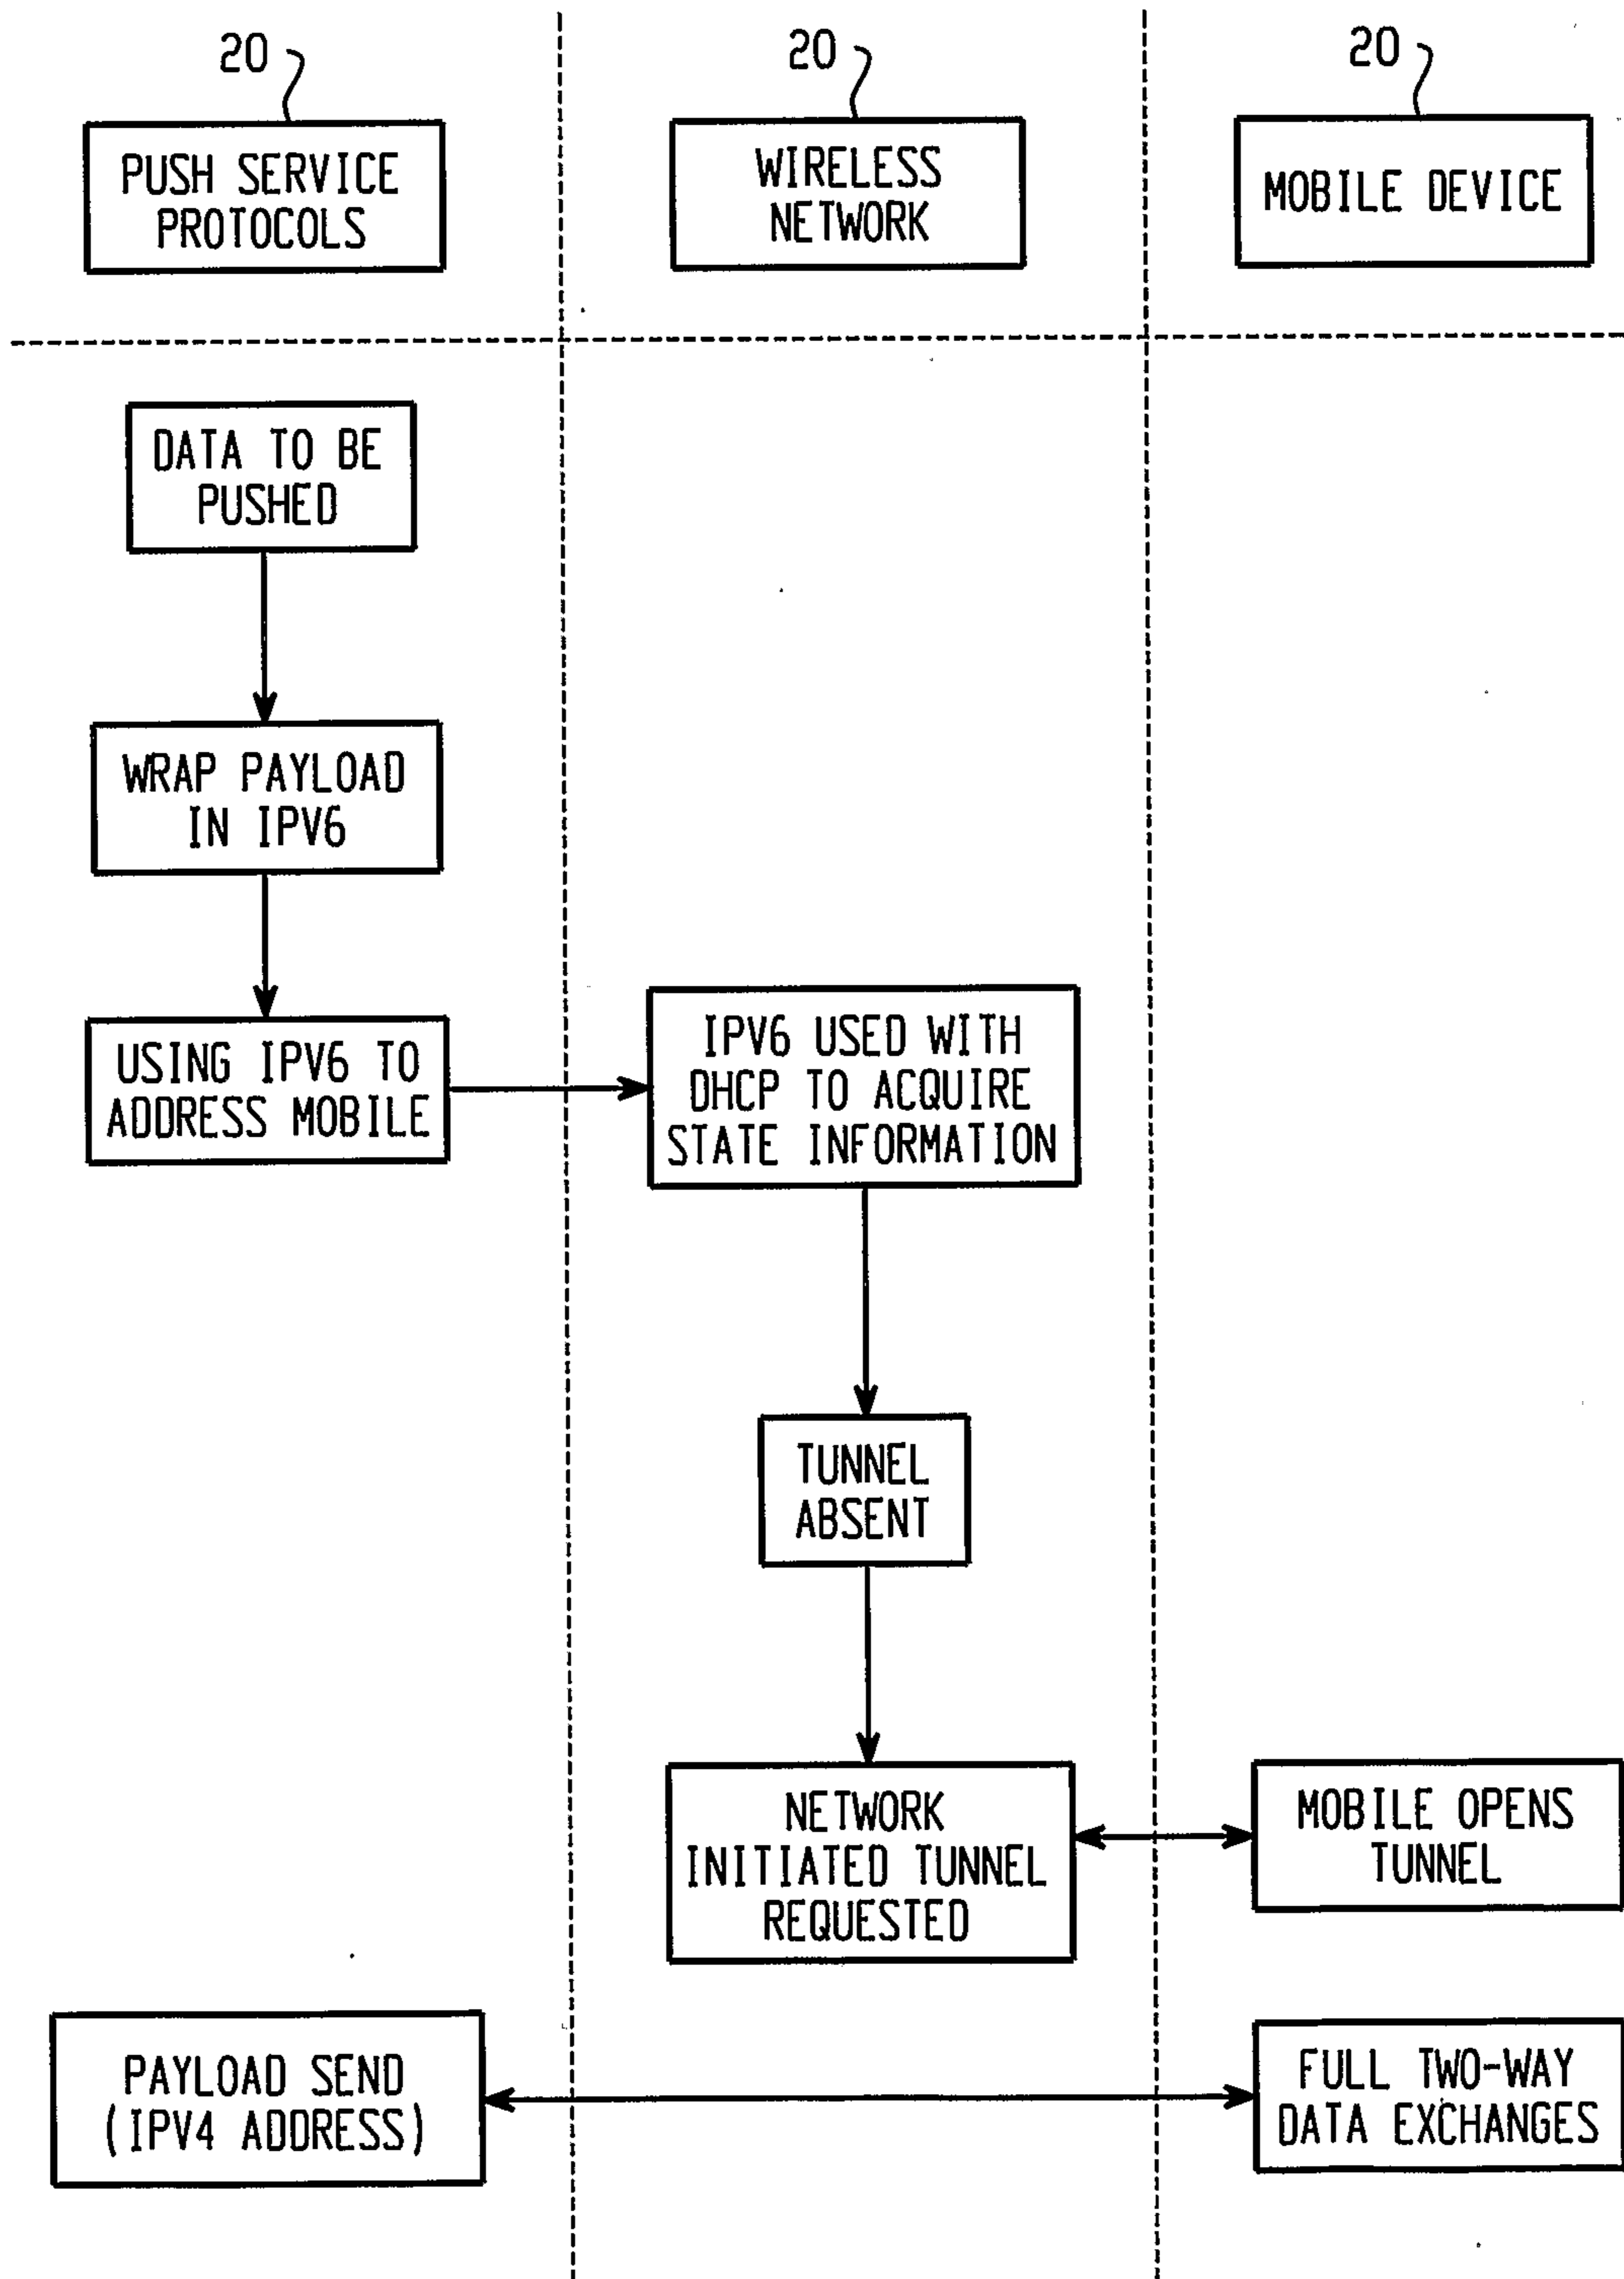 20
20
20
PUSH SERVICE
PROTOCOLS
WIRELESS
NETWORK
MOBILE DEVICE
DATA TO BE
PUSHED
WRAP PAYLOAD
IN IPV6
USING IPV6 TO
ADDRESS MOBILE
IPV6 USED WITH
DHCP TO ACQUIRE
STATE INFORMATION
TUNNEL
ABSENT
NETWORK
INITIATED TUNNEL
REQUESTED
MOBILE OPENS
TUNNEL
PAYLOAD SEND
(IPV4 ADDRESS)
FULL TWO-WAY
DATA EXCHANGES